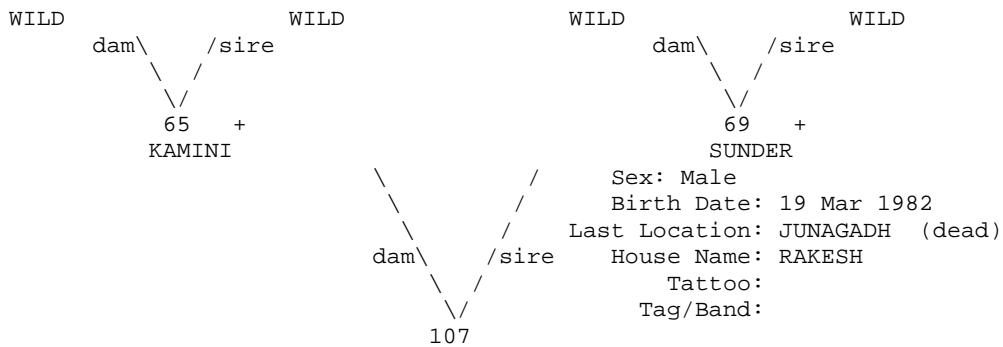 WILD WILD WILD WILD
dam\ /sire dam\ /sire
\ / \ /
\/ \/
65 + 69 +
KAMINI SUNDER
\ / Sex: Male
\ / Birth Date: 19 Mar 1982
\ / Last Location: JUNAGADH (dead)
dam\ /sire House Name: RAKESH
\ / Tattoo:
\/ Tag/Band:
107